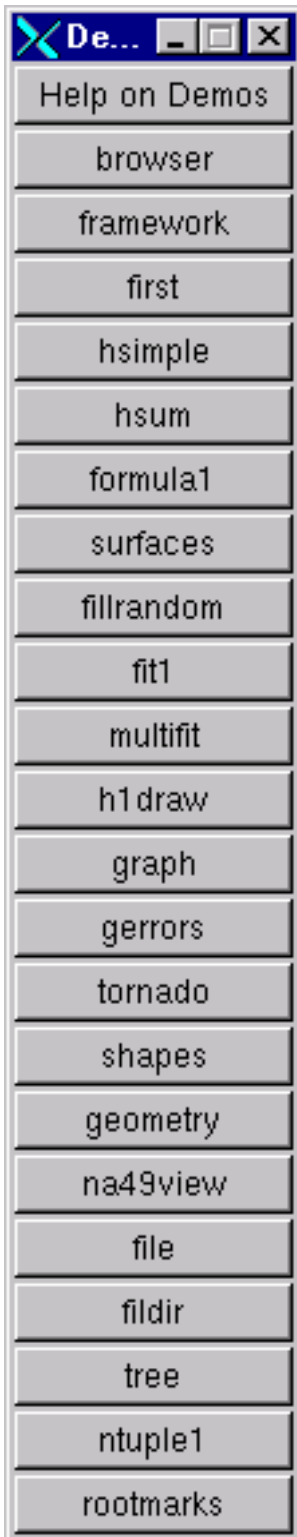 De...
Help on Demos
browser
framework
first
hsimple
hsum
formula1
surfaces
fillrandom
fit1
multifit
h1draw
graph
gerrors
tornado
shapes
geometry
na49view
file
fildir
tree
ntuple1
rootmarks